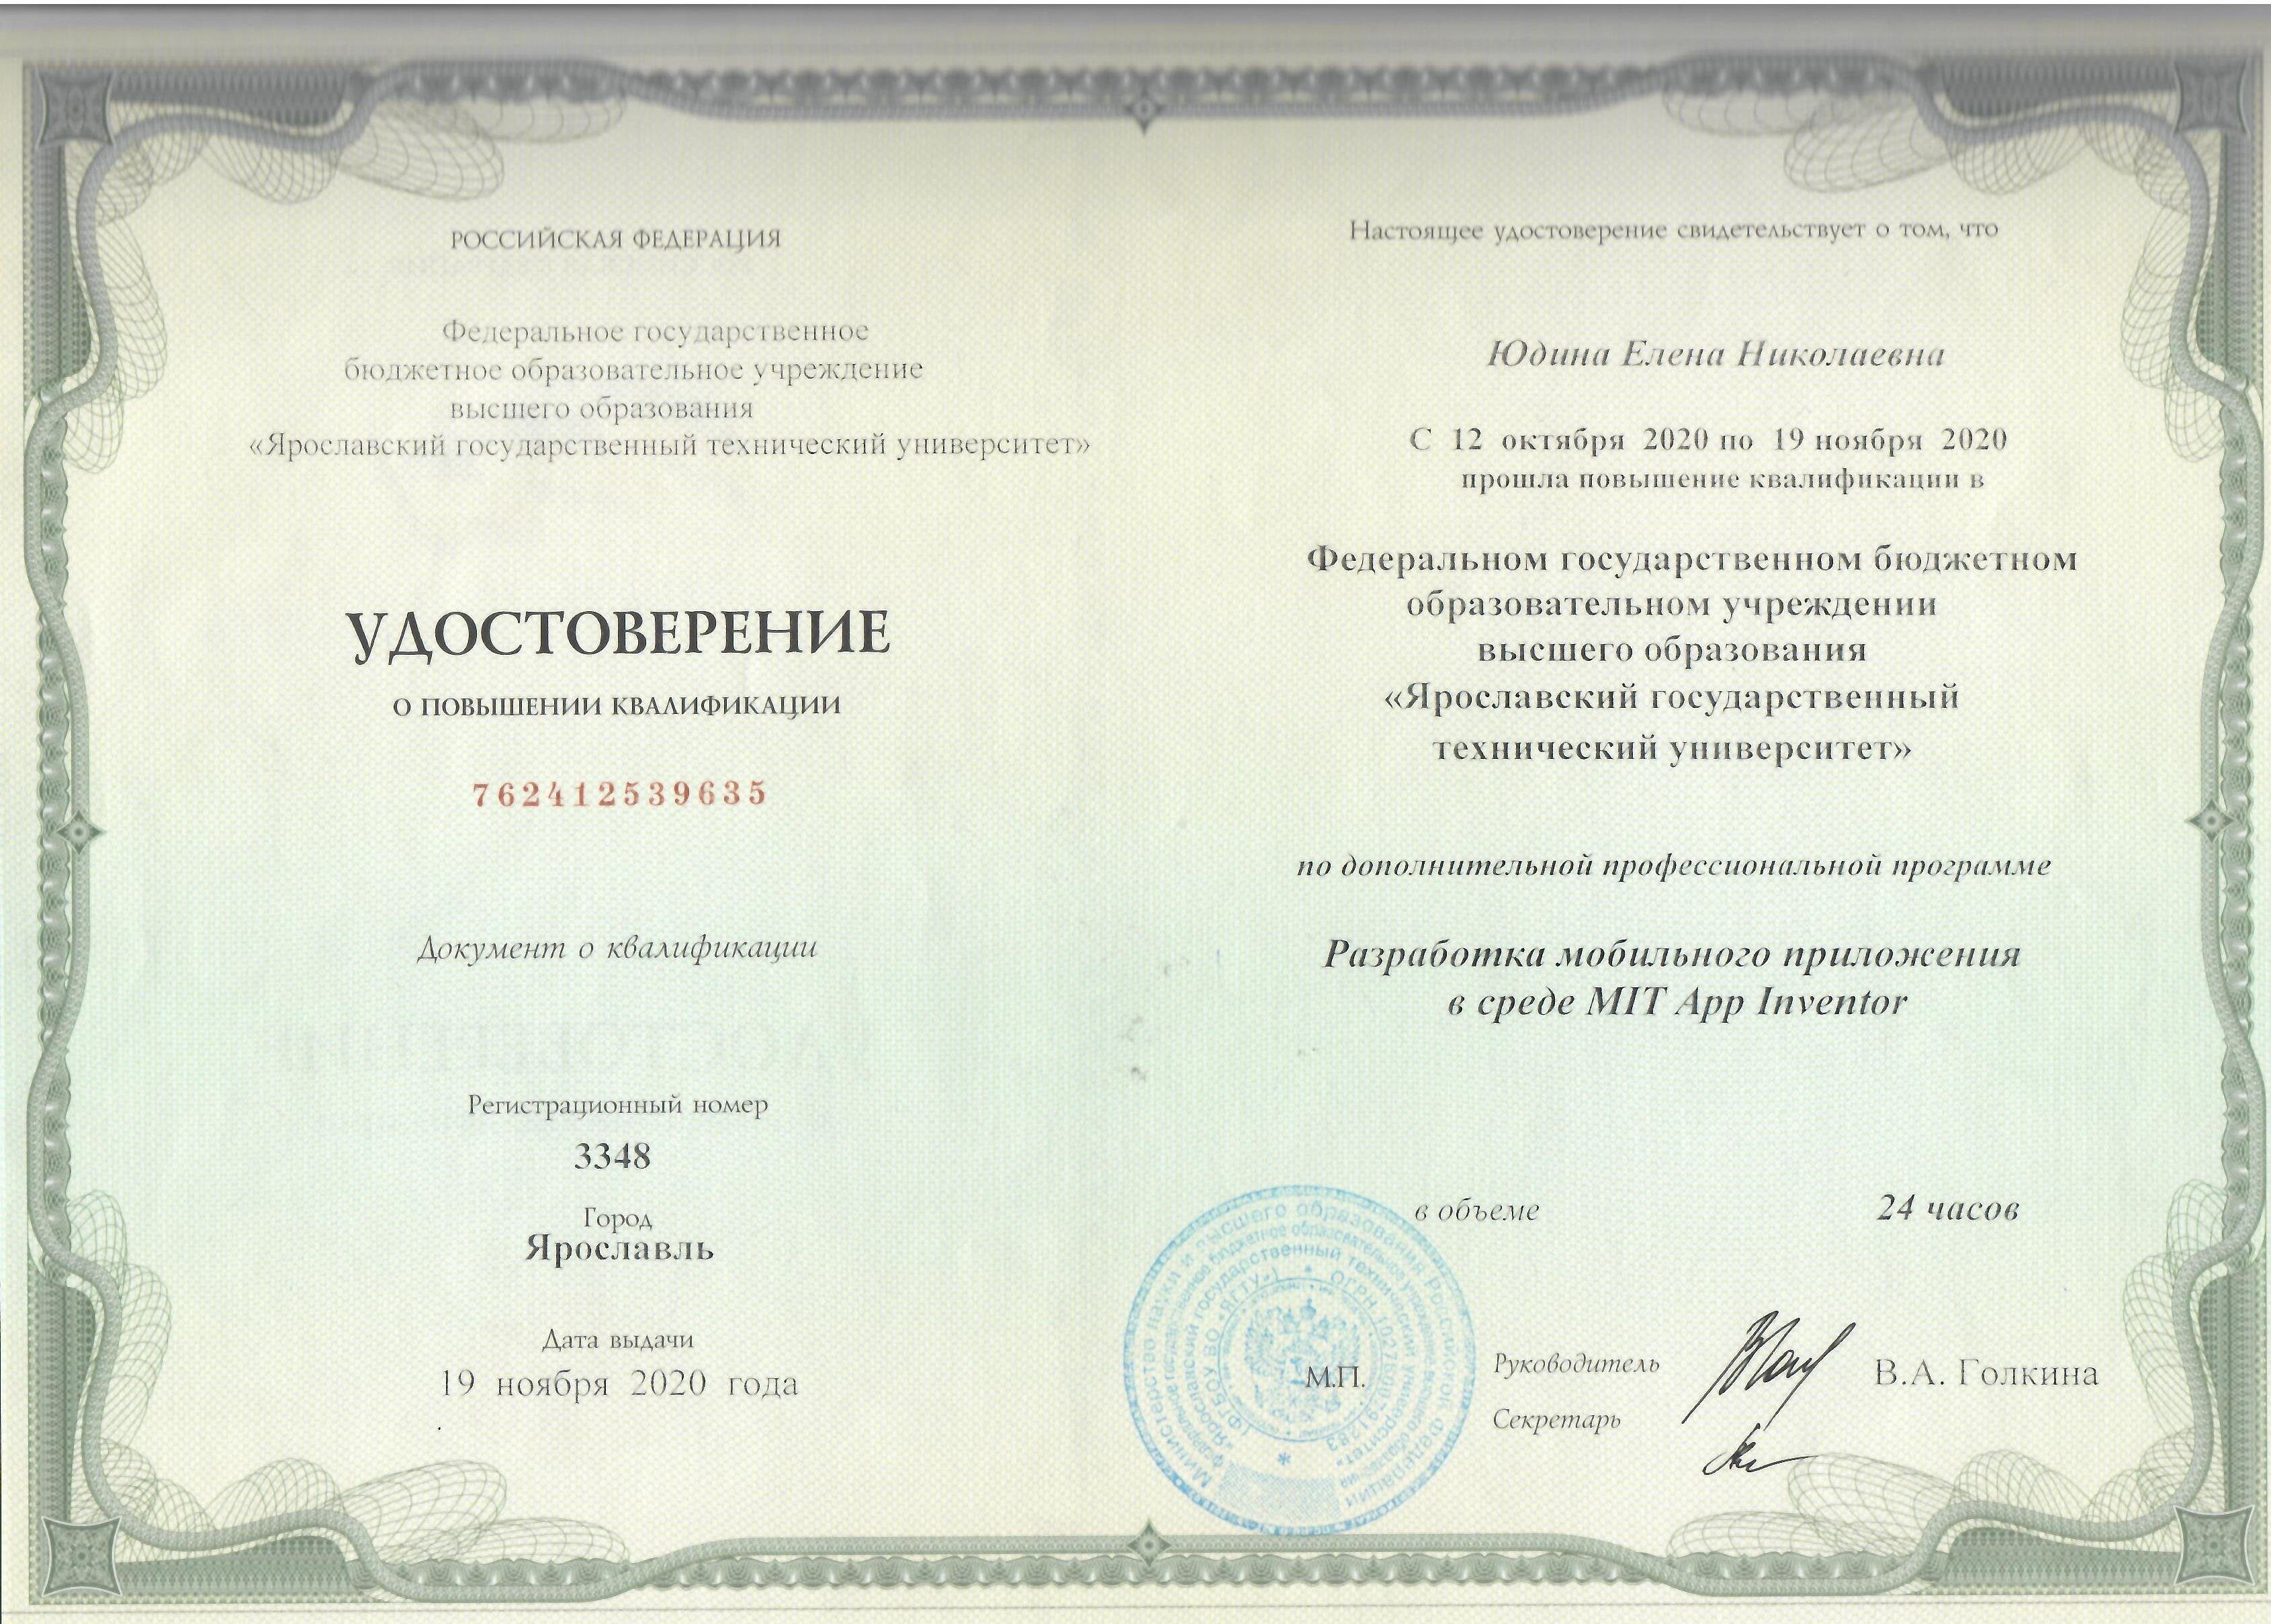 РОССИЙСКАЯ ФЕДЕРАЦИЯ
Федеральное государственное
бюджетное образовательное учреждение
высшего образования
«Ярославский государственный технический университет»
УДОСТОВЕРЕНИЕ
О ПОВЫШЕНИИ КВАЛИФИКАЦИИ
762412539635
Документ о квалификации
Регистрационный номер
3348
Город
Ярославль
Дата выдачи
19 ноября 2020 года
Настоящее удостоверение свидетельствует о том, что
Юдина Елена Николаевна
С 12 октября 2020 по 19 ноября 2020
прошла повышение квалификации в
Федеральном государственном бюджетном
образовательном учреждении
высшего образования
«Ярославский государственный
технический университет»
по дополнительной профессиональной программе
Разработка мобильного приложения
в среде MIT App Inventor
в объеме 24 часов
М.П.
Руководитель В.А. Голкина
Секретарь
Министерство науки и высшего образования Российской Федерации
Федеральное государственное бюджетное образовательное учреждение высшего образования
«Ярославский государственный технический университет»
(ФГБОУ ВО «ЯГТУ») * ОГРН 1027600791283